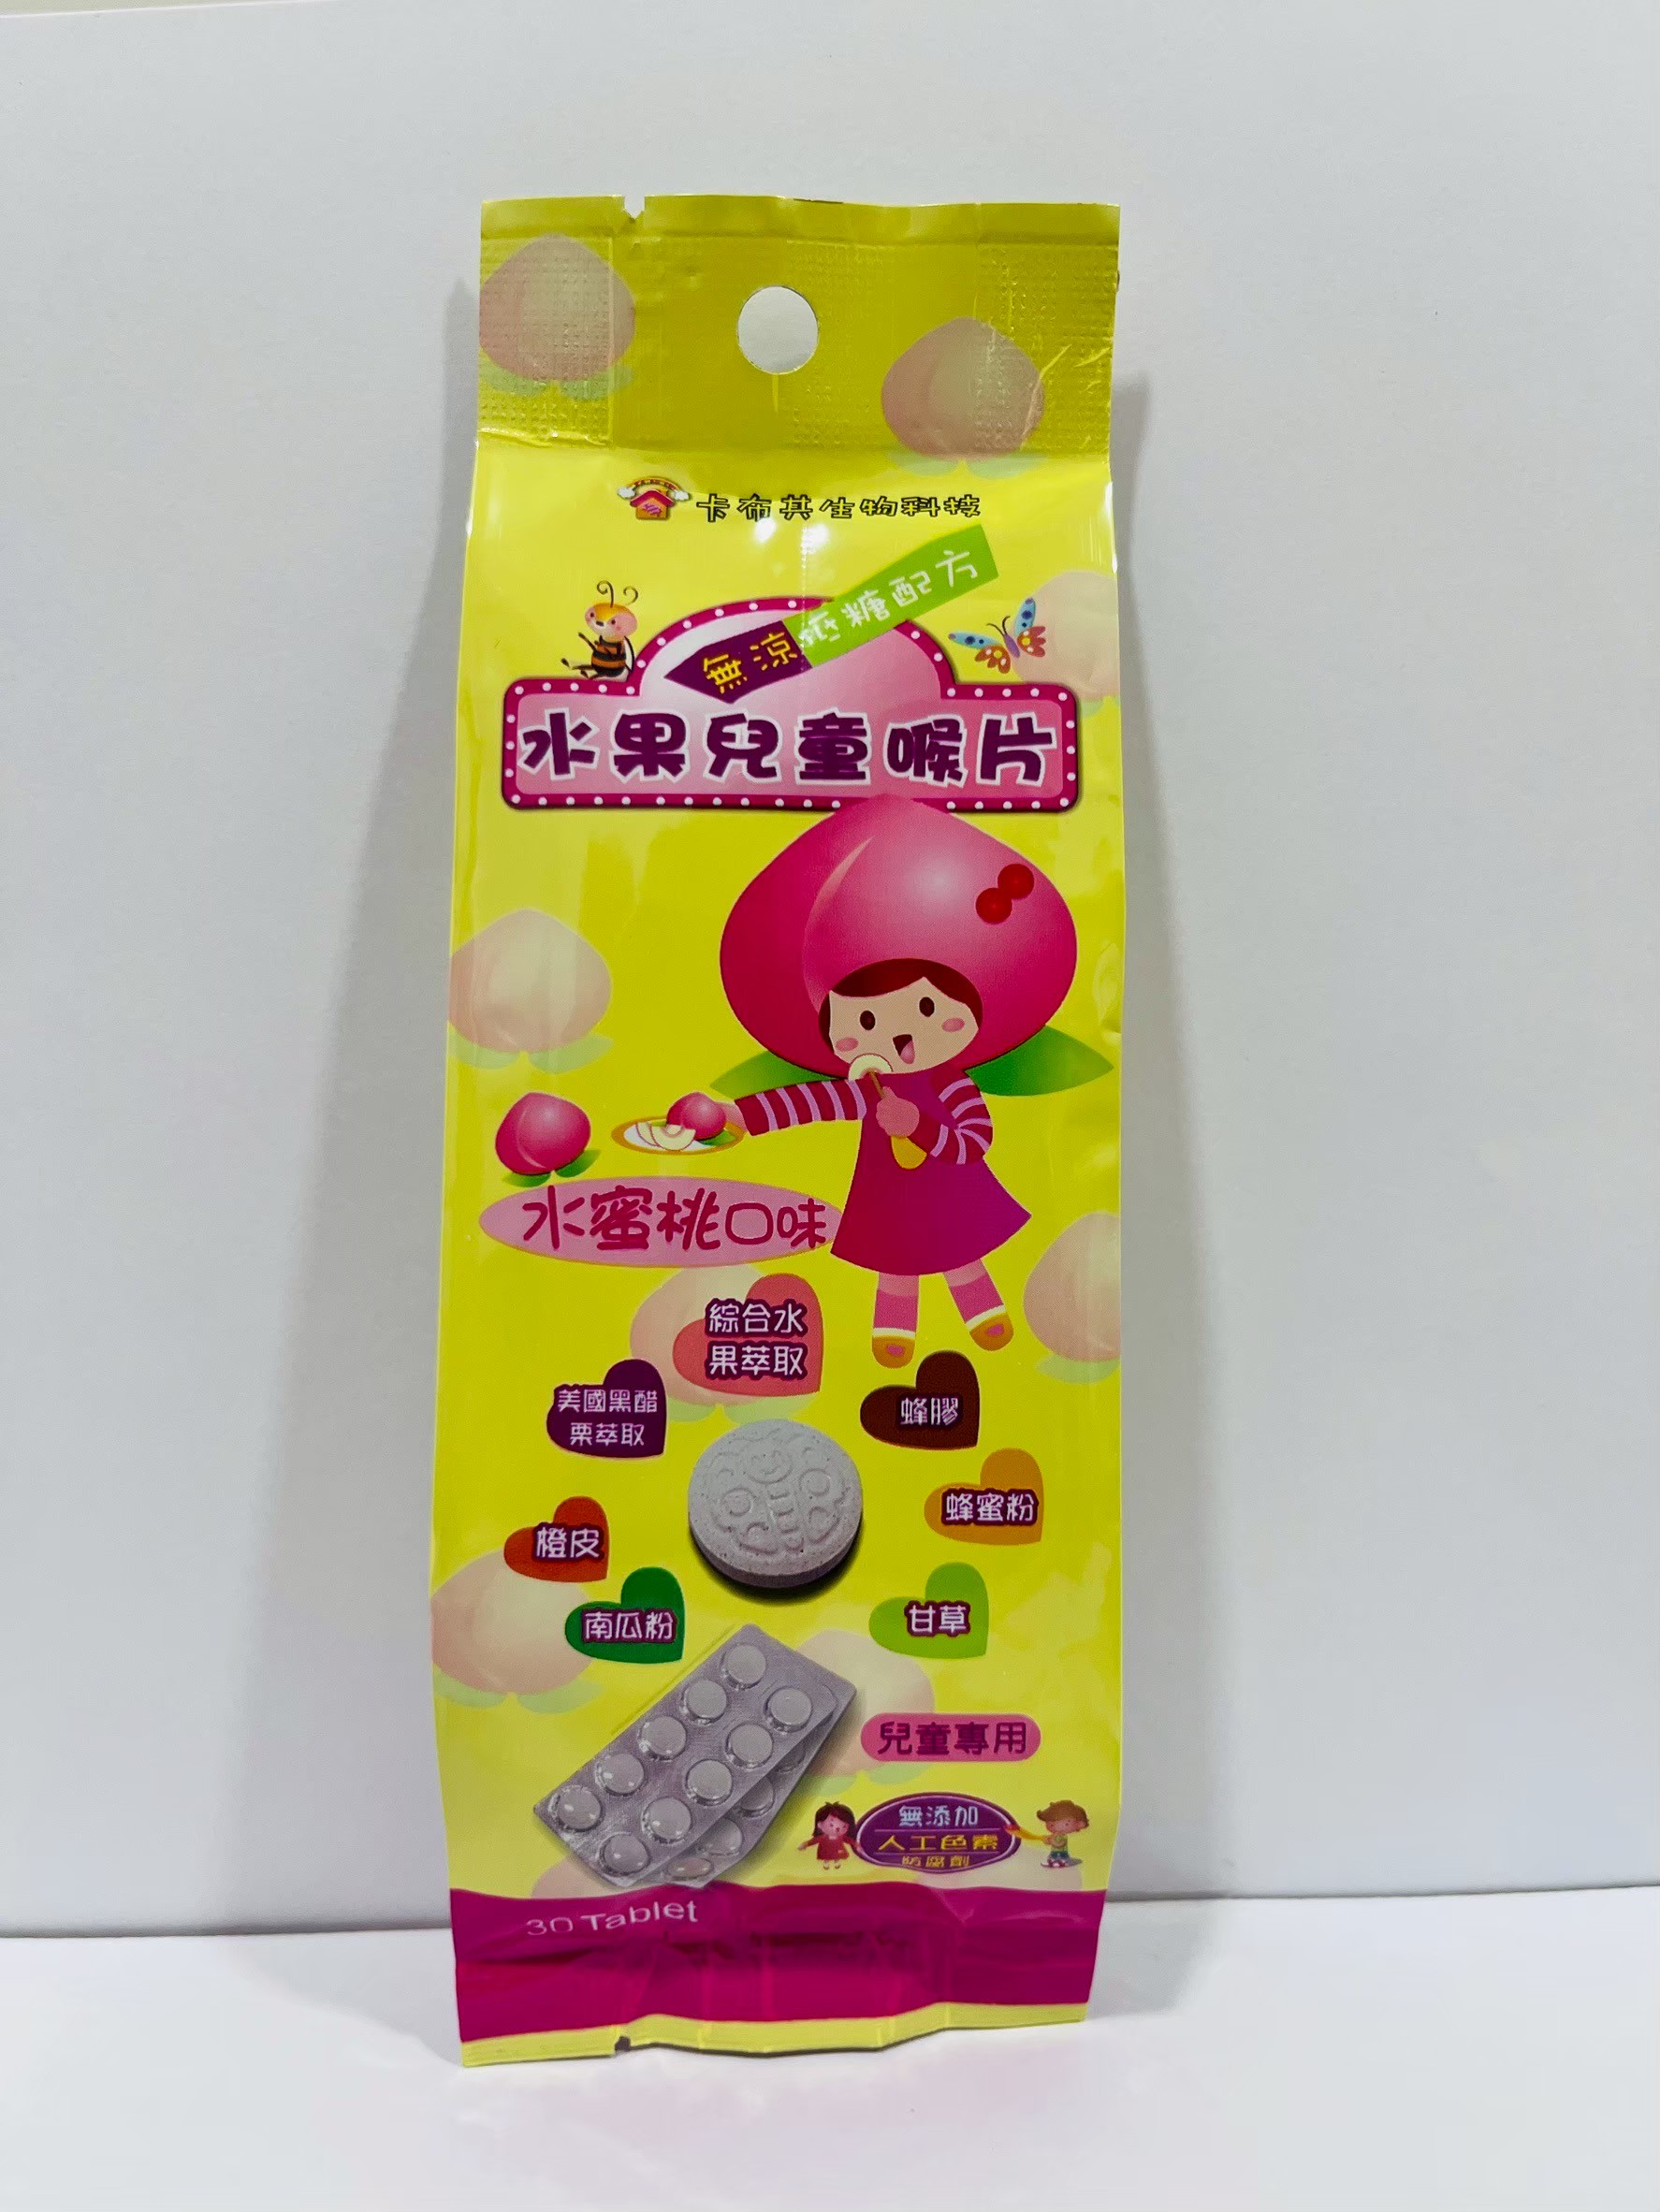 卡布其生物科技
無涼低糖配方
水果兒童喉片
水蜜桃口味
綜合水
果萃取
美國黑醋
栗萃取
蜂膠
蜂蜜粉
橙皮
南瓜粉
甘草
兒童專用
無添加
人工色素
防腐劑
30 Tablet